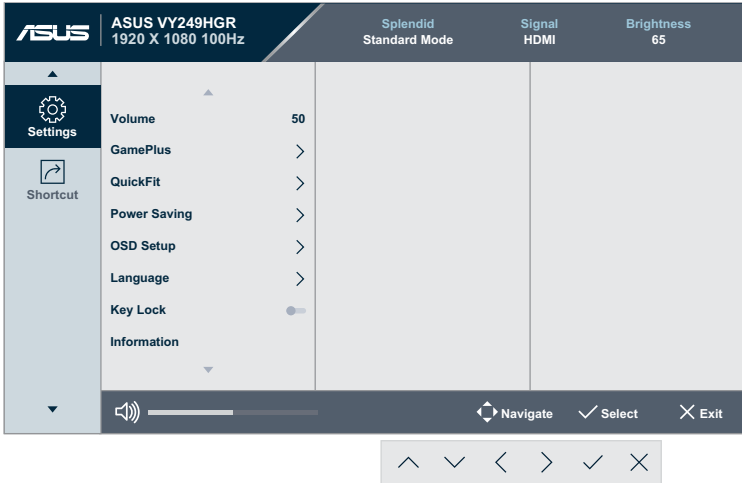 ASUS
ASUS VY249HGR
1920 X 1080 100Hz
Splendid
Standard Mode
Signal
HDMI
Brightness
65
Settings
Shortcut
Volume 50
GamePlus
QuickFit
Power Saving
OSD Setup
Language
Key Lock
Information
Navigate Select Exit